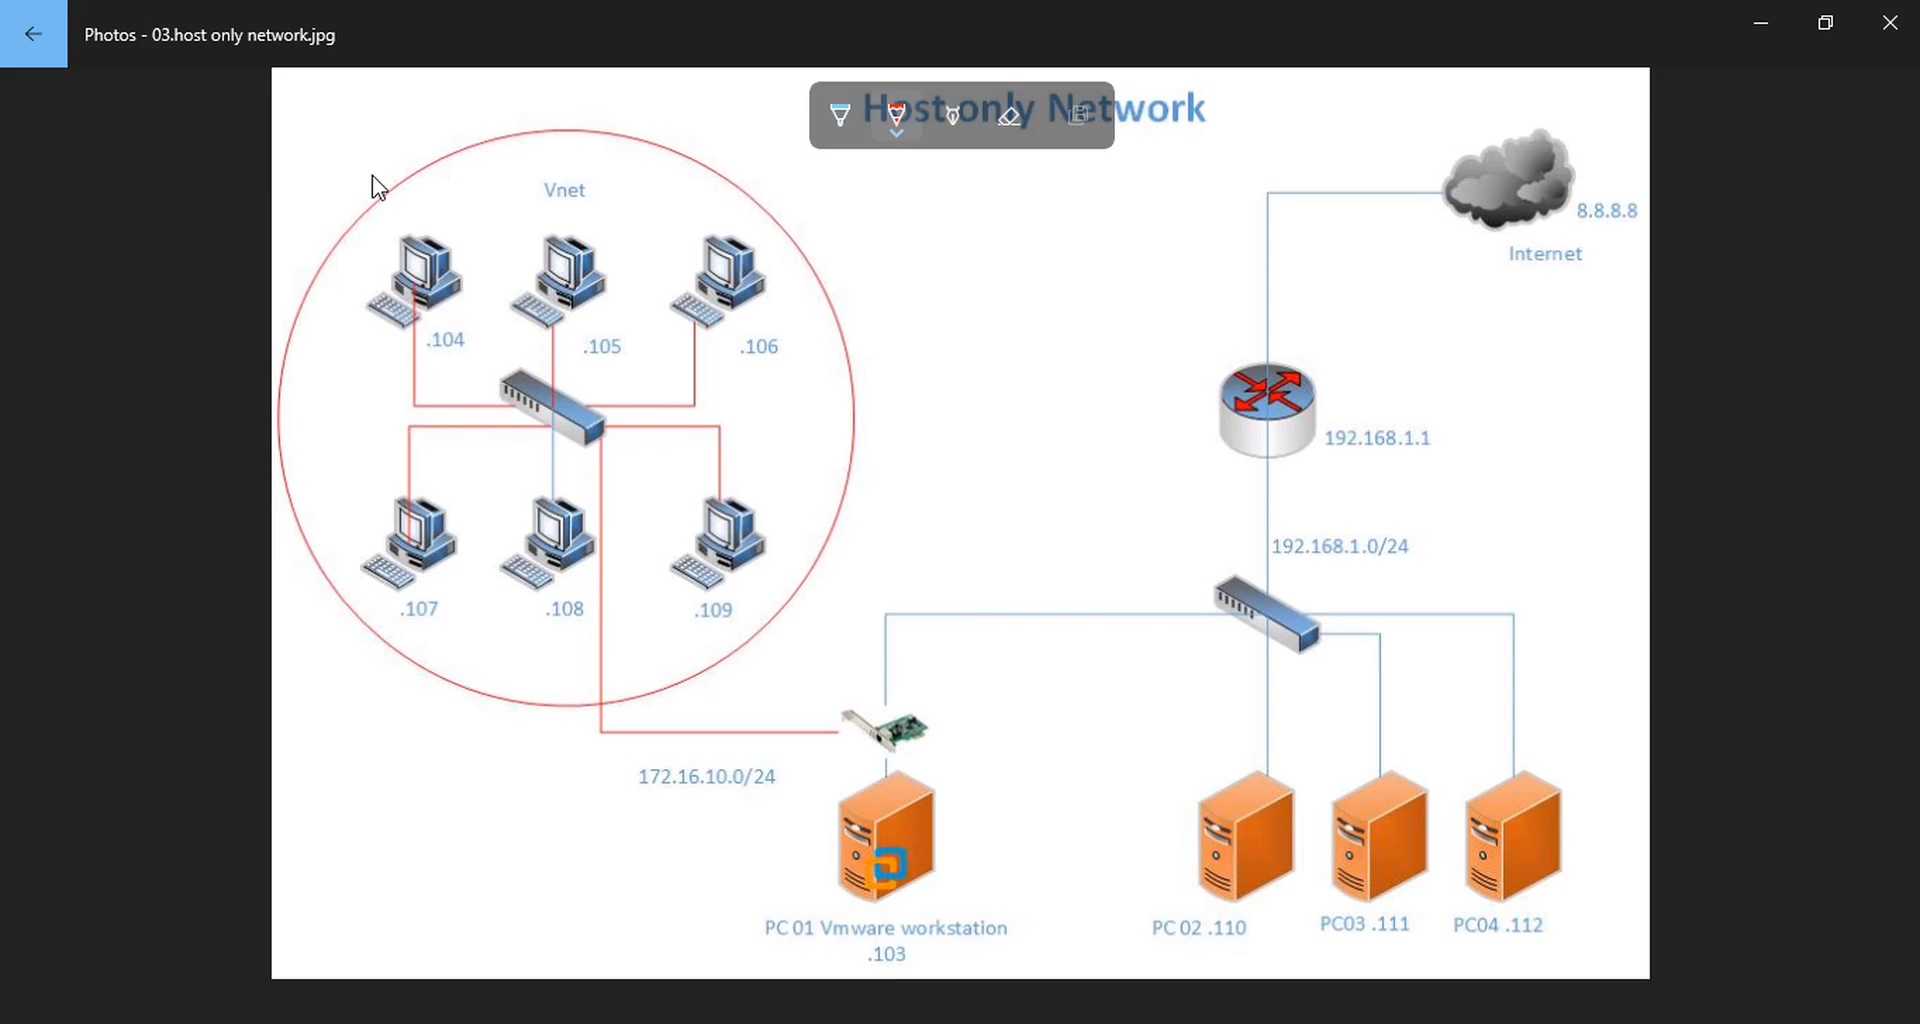 Photos - 03.host only network.jpg
Host only Network
Vnet
8.8.8.8
Internet
.104
.105
.106
192.168.1.1
192.168.1.0/24
.107
.108
.109
172.16.10.0/24
PC 01 Vmware workstation
.103
PC 02 .110
PC03 .111
PC04 .112